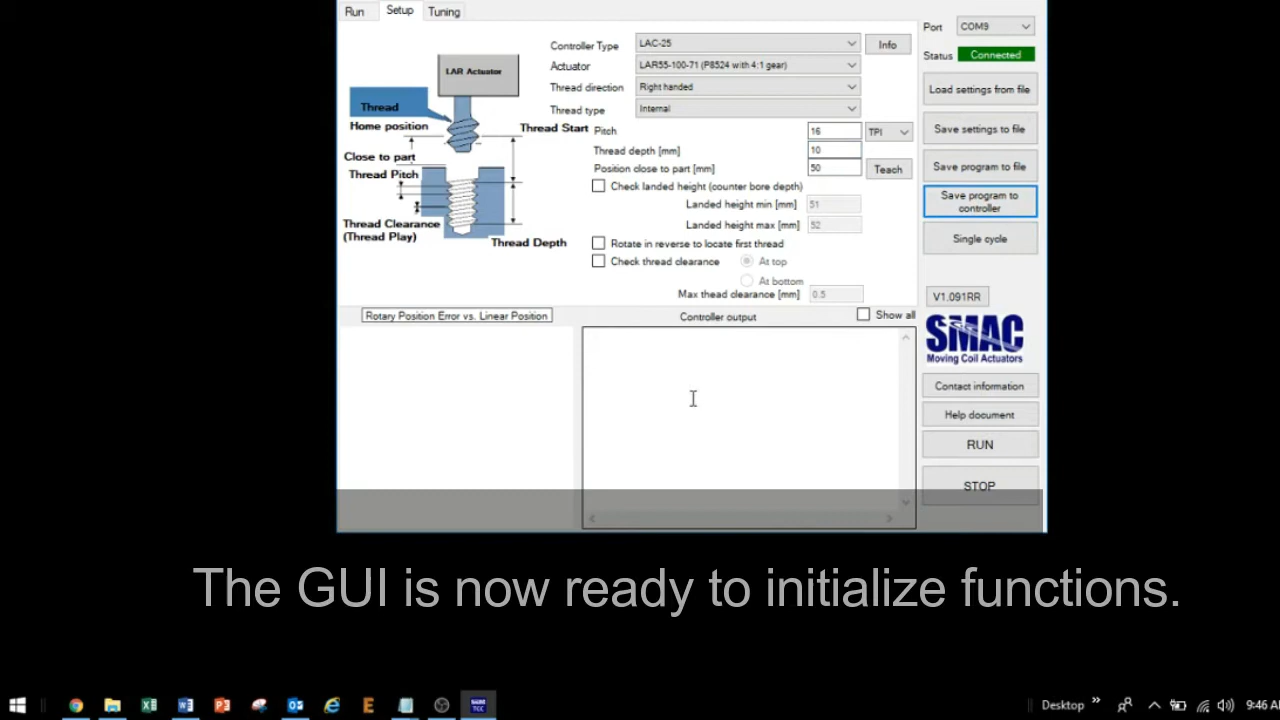 Run Setup Tuning
Port COM9
Status Connected
Controller Type LAC-25 Info
Actuator LAR55-100-71 (P8524 with 4:1 gear)
Thread direction Right handed
Thread type Internal
LAR Actuator
Thread
Home position
Thread Start
Close to part
Thread Pitch
Thread Clearance
(Thread Play)
Thread Depth
Pitch 16 TPI
Thread depth [mm] 10
Position close to part [mm] 50 Teach
Check landed height (counter bore depth)
Landed height min [mm] 51
Landed height max [mm] 52
Rotate in reverse to locate first thread
Check thread clearance At top
At bottom
Max thead clearance [mm] 0.5
Load settings from file
Save settings to file
Save program to file
Save program to
controller
Single cycle
V1.091RR
SMAC
Moving Coil Actuators
Contact information
Help document
RUN
STOP
Rotary Position Error vs. Linear Position
Controller output Show all
The GUI is now ready to initialize functions.
Desktop 9:46 A